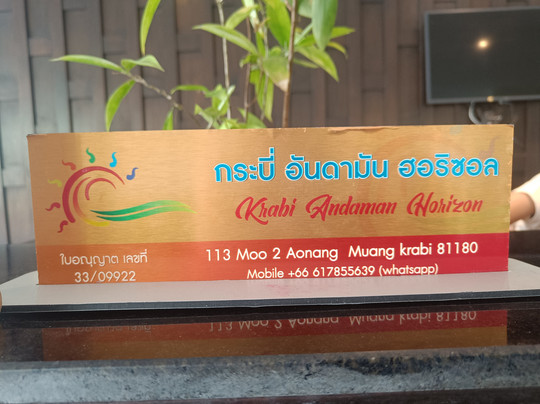 กระบี่ อันดามัน ฮอริซอล
Krabi Andaman Horizon
ใบอณุญาต เลขที่
33/09922
113 Moo 2 Aonang Muang krabi 81180
Mobile +66 617855639 (whatsapp)